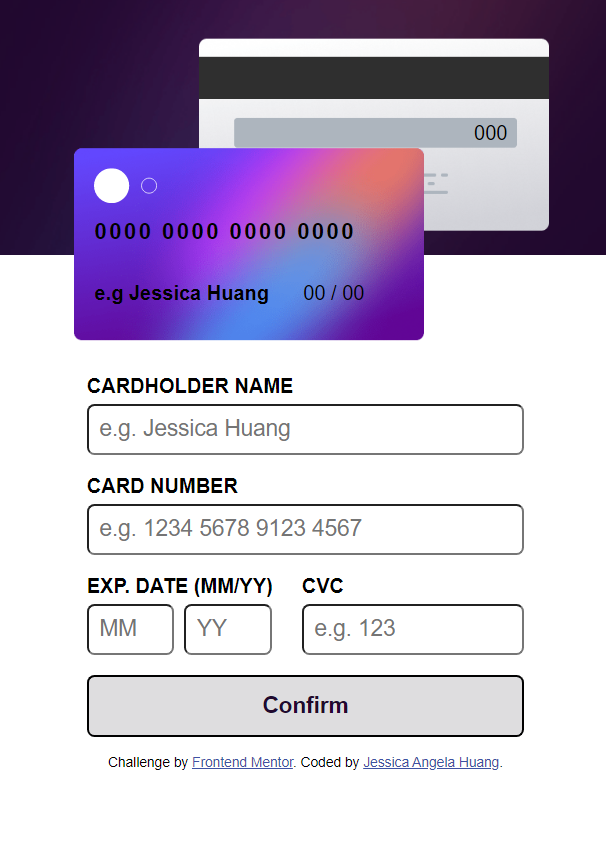 000
0000 0000 0000 0000
e.g Jessica Huang 00 / 00
CARDHOLDER NAME
e.g. Jessica Huang
CARD NUMBER
e.g. 1234 5678 9123 4567
EXP. DATE (MM/YY) CVC
MM YY e.g. 123
Confirm
Challenge by Frontend Mentor. Coded by Jessica Angela Huang.